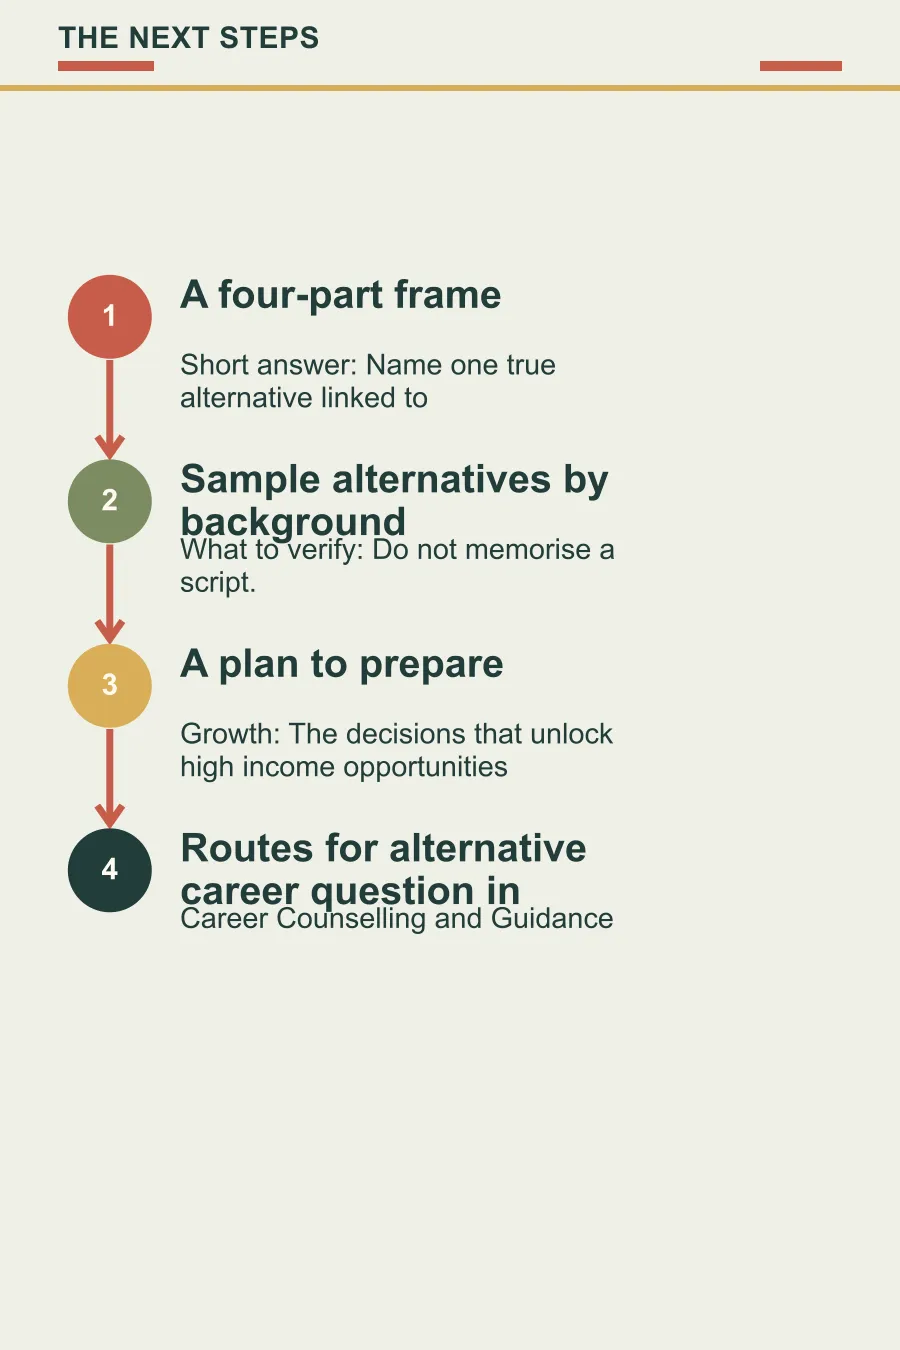 THE NEXT STEPS
1
A four-part frame
Short answer: Name one true
alternative linked to
2
Sample alternatives by
background
What to verify: Do not memorise a
script.
3
A plan to prepare
Growth: The decisions that unlock
high income opportunities
4
Routes for alternative
career question in
Career Counselling and Guidance